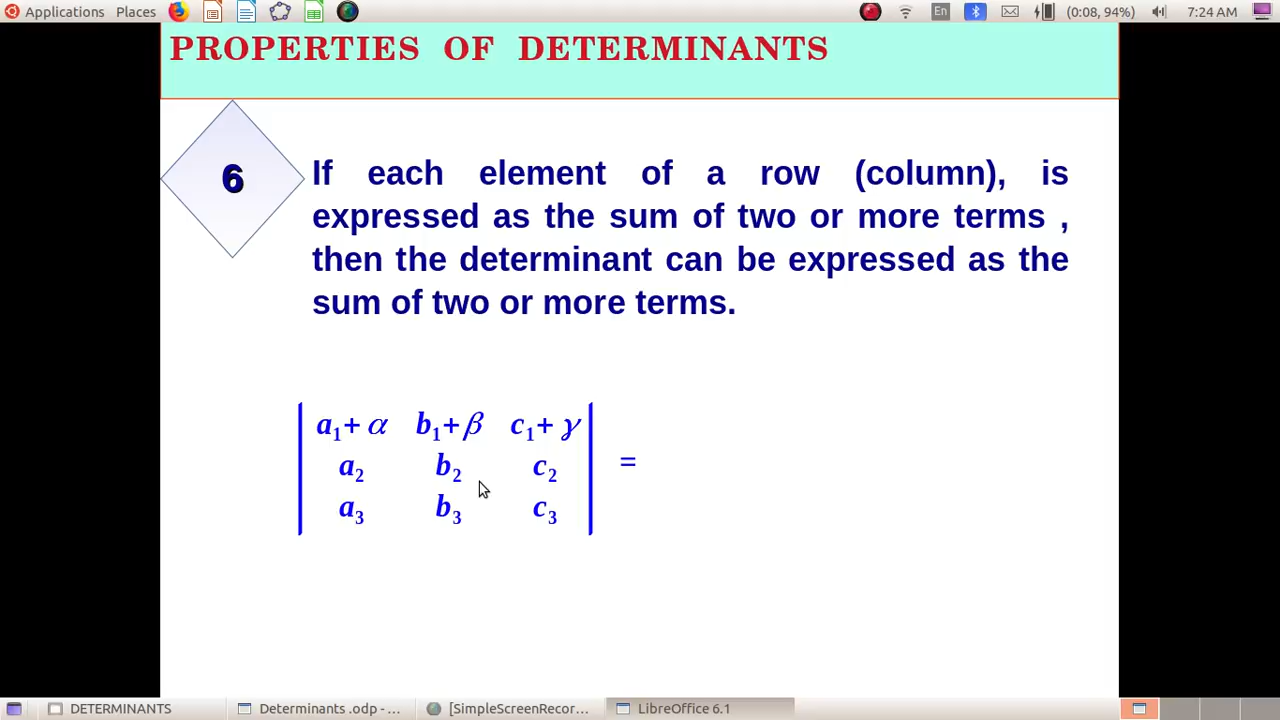 Applications Places En (0:08, 94%) 7:24 AM
PROPERTIES OF DETERMINANTS
6
If each element of a row (column), is
expressed as the sum of two or more terms ,
then the determinant can be expressed as the
sum of two or more terms.
a₁+ α b₁+ β c₁+ γ
a₂ b₂ c₂ =
a₃ b₃ c₃
DETERMINANTS Determinants .odp - ... [SimpleScreenRecor... LibreOffice 6.1